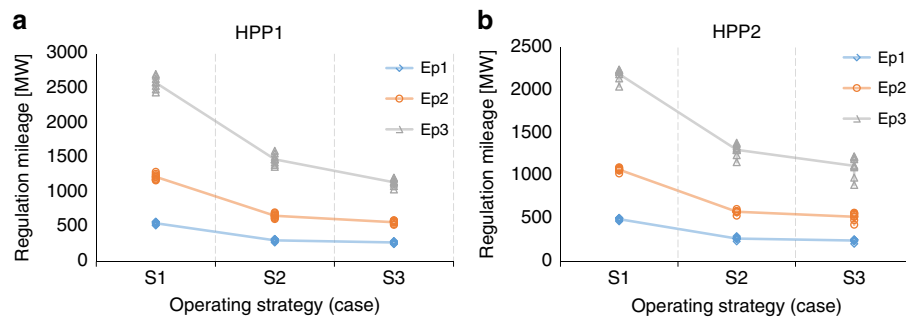 a
HPP1
Regulation mileage [MW]
3000
2500
2000
1500
1000
500
0
Ep1
Ep2
Ep3
S1 S2 S3
Operating strategy (case)
b
HPP2
Regulation mileage [MW]
2500
2000
1500
1000
500
0
Ep1
Ep2
Ep3
S1 S2 S3
Operating strategy (case)